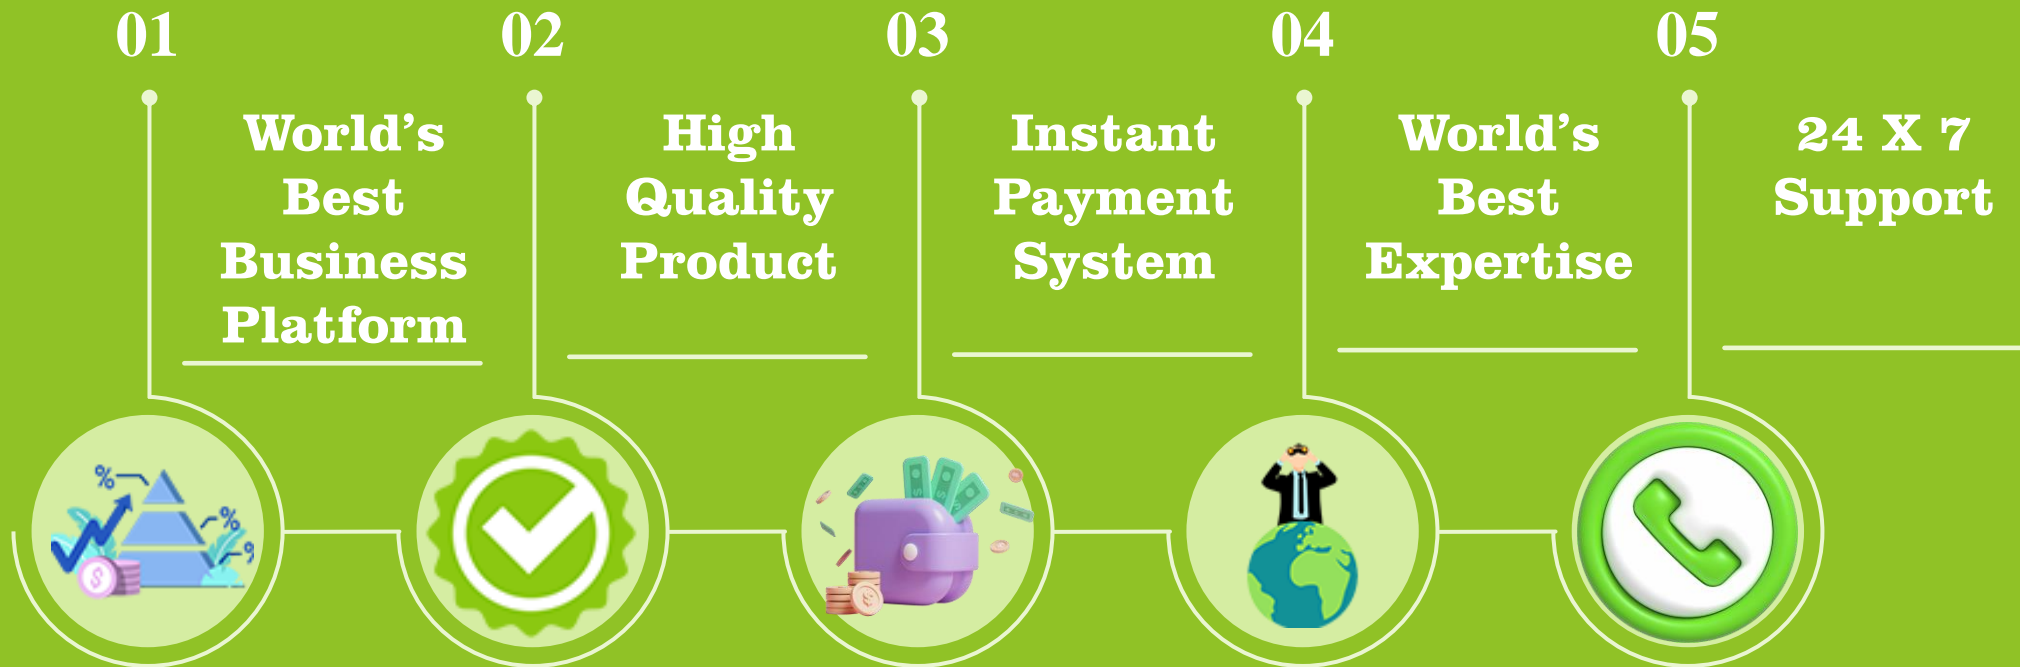 01
World’s
Best
Business
Platform
02
High
Quality
Product
03
Instant
Payment
System
04
World’s
Best
Expertise
05
24 X 7
Support
%
%
%
$